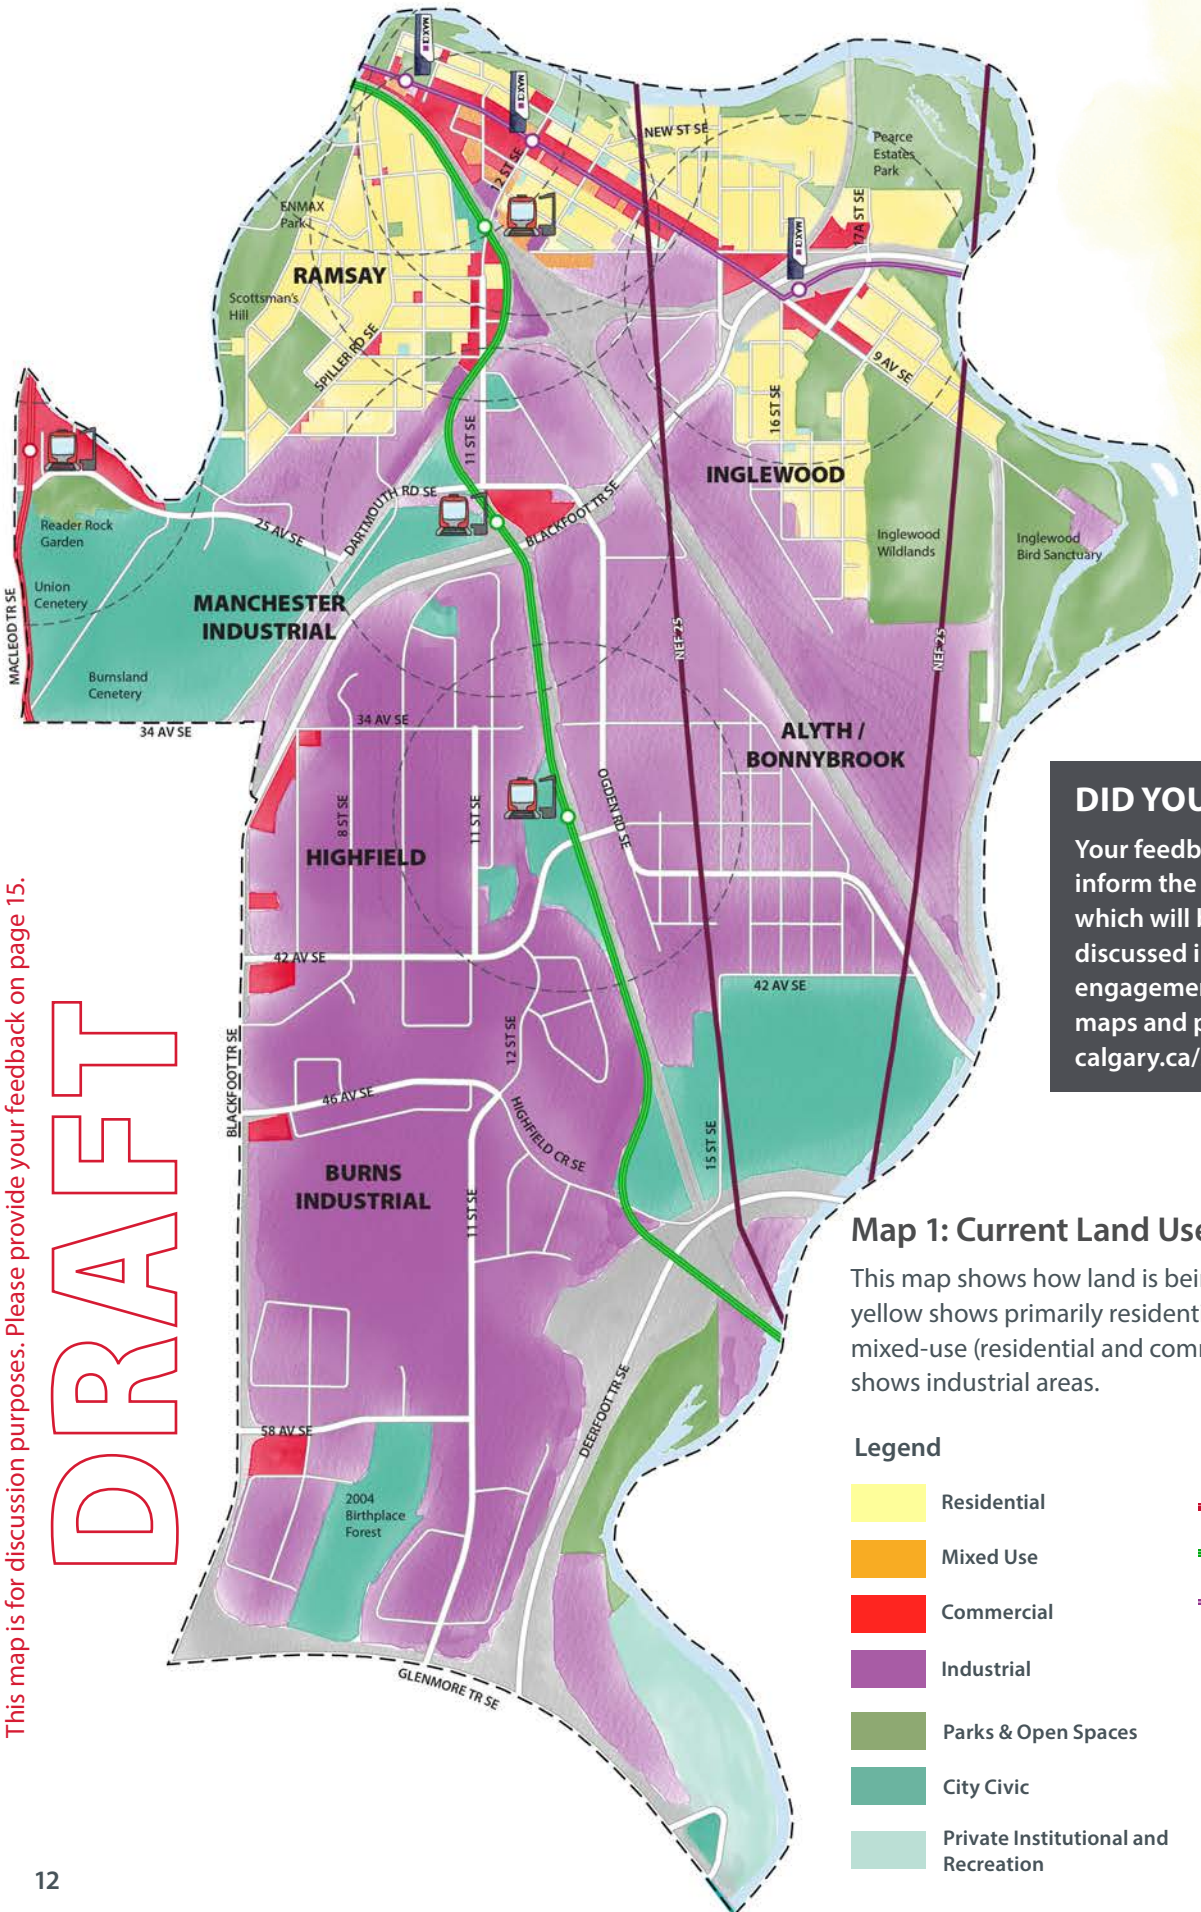 MAX
MAX
NEW ST SE
Pearce
Estates
Park
12 ST SE
ENMAX
Park
17A ST SE
MAX
RAMSAY
Scottsman's
Hill
SPILLER RD SE
9 AV SE
16 ST SE
11 ST SE
INGLEWOOD
DARTMOUTH RD SE
BLACKFOOT TR SE
Reader Rock
Garden
25 AV SE
Inglewood
Wildlands
Inglewood
Bird Sanctuary
Union
Cenetery
MACLEOD TR SE
MANCHESTER
INDUSTRIAL
NEF 25
NEF 25
Burnsland
Cenetery
34 AV SE
34 AV SE
ALYTH /
BONNYBROOK
OGDEN RD SE
8 ST SE
11 ST SE
HIGHFIELD
42 AV SE
42 AV SE
12 ST SE
BLACKFOOT TR SE
46 AV SE
HIGHFIELD CR SE
15 ST SE
BURNS
INDUSTRIAL
11 ST SE
DEERFOOT TR SE
58 AV SE
2004
Birthplace
Forest
GLENMORE TR SE
DID YOU
Your feedb
inform the
which will b
discussed i
engagemen
maps and p
calgary.ca/
This map is for discussion purposes. Please provide your feedback on page 15.
DRAFT
Map 1: Current Land Use
This map shows how land is bei
yellow shows primarily resident
mixed-use (residential and comm
shows industrial areas.
Legend
Residential
Mixed Use
Commercial
Industrial
Parks & Open Spaces
City Civic
Private Institutional and
Recreation
12